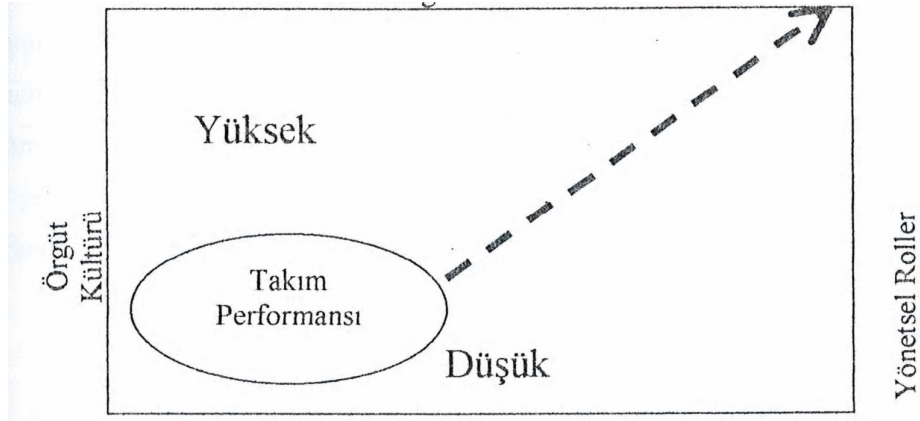 Yüksek
Örgüt
Kültürü
Takım
Performansı
Düşük
Yönetsel Roller